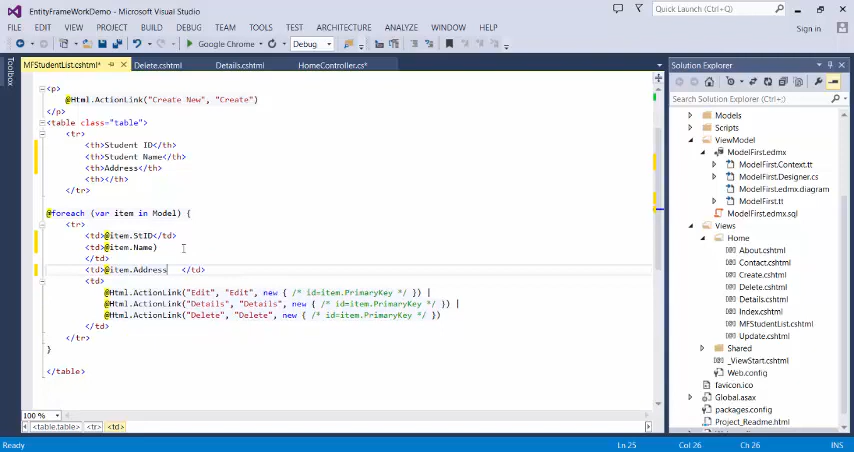 EntityFrameWorkDemo - Microsoft Visual Studio
Quick Launch (Ctrl+Q)
FILE EDIT VIEW PROJECT BUILD DEBUG TEAM TOOLS TEST ARCHITECTURE ANALYZE WINDOW HELP
Sign in
Google Chrome
Debug
Toolbox
MFStudentList.cshtml* Delete.cshtml Details.cshtml HomeController.cs*
<p>
@Html.ActionLink("Create New", "Create")
</p>
<table class="table">
<tr>
<th>Student ID</th>
<th>Student Name</th>
<th>Address</th>
<th></th>
</tr>
@foreach (var item in Model) {
<tr>
<td>@item.StID</td>
<td>@item.Name)
</td>
<td>@item.Address </td>
<td>
@Html.ActionLink("Edit", "Edit", new { /* id=item.PrimaryKey */ }) |
@Html.ActionLink("Details", "Details", new { /* id=item.PrimaryKey */ }) |
@Html.ActionLink("Delete", "Delete", new { /* id=item.PrimaryKey */ })
</td>
</tr>
}
</table>
100 %
<table.table> <tr> <td>
Solution Explorer
Search Solution Explorer (Ctrl+;)
Models
Scripts
ViewModel
ModelFirst.edmx
ModelFirst.Context.tt
ModelFirst.Designer.cs
ModelFirst.edmx.diagram
ModelFirst.tt
ModelFirst.edmx.sql
Views
Home
About.cshtml
Contact.cshtml
Create.cshtml
Delete.cshtml
Details.cshtml
Index.cshtml
MFStudentList.cshtml
Update.cshtml
Shared
_ViewStart.cshtml
Web.config
favicon.ico
Global.asax
packages.config
Project_Readme.html
Ready
Ln 25 Col 26 Ch 26 INS